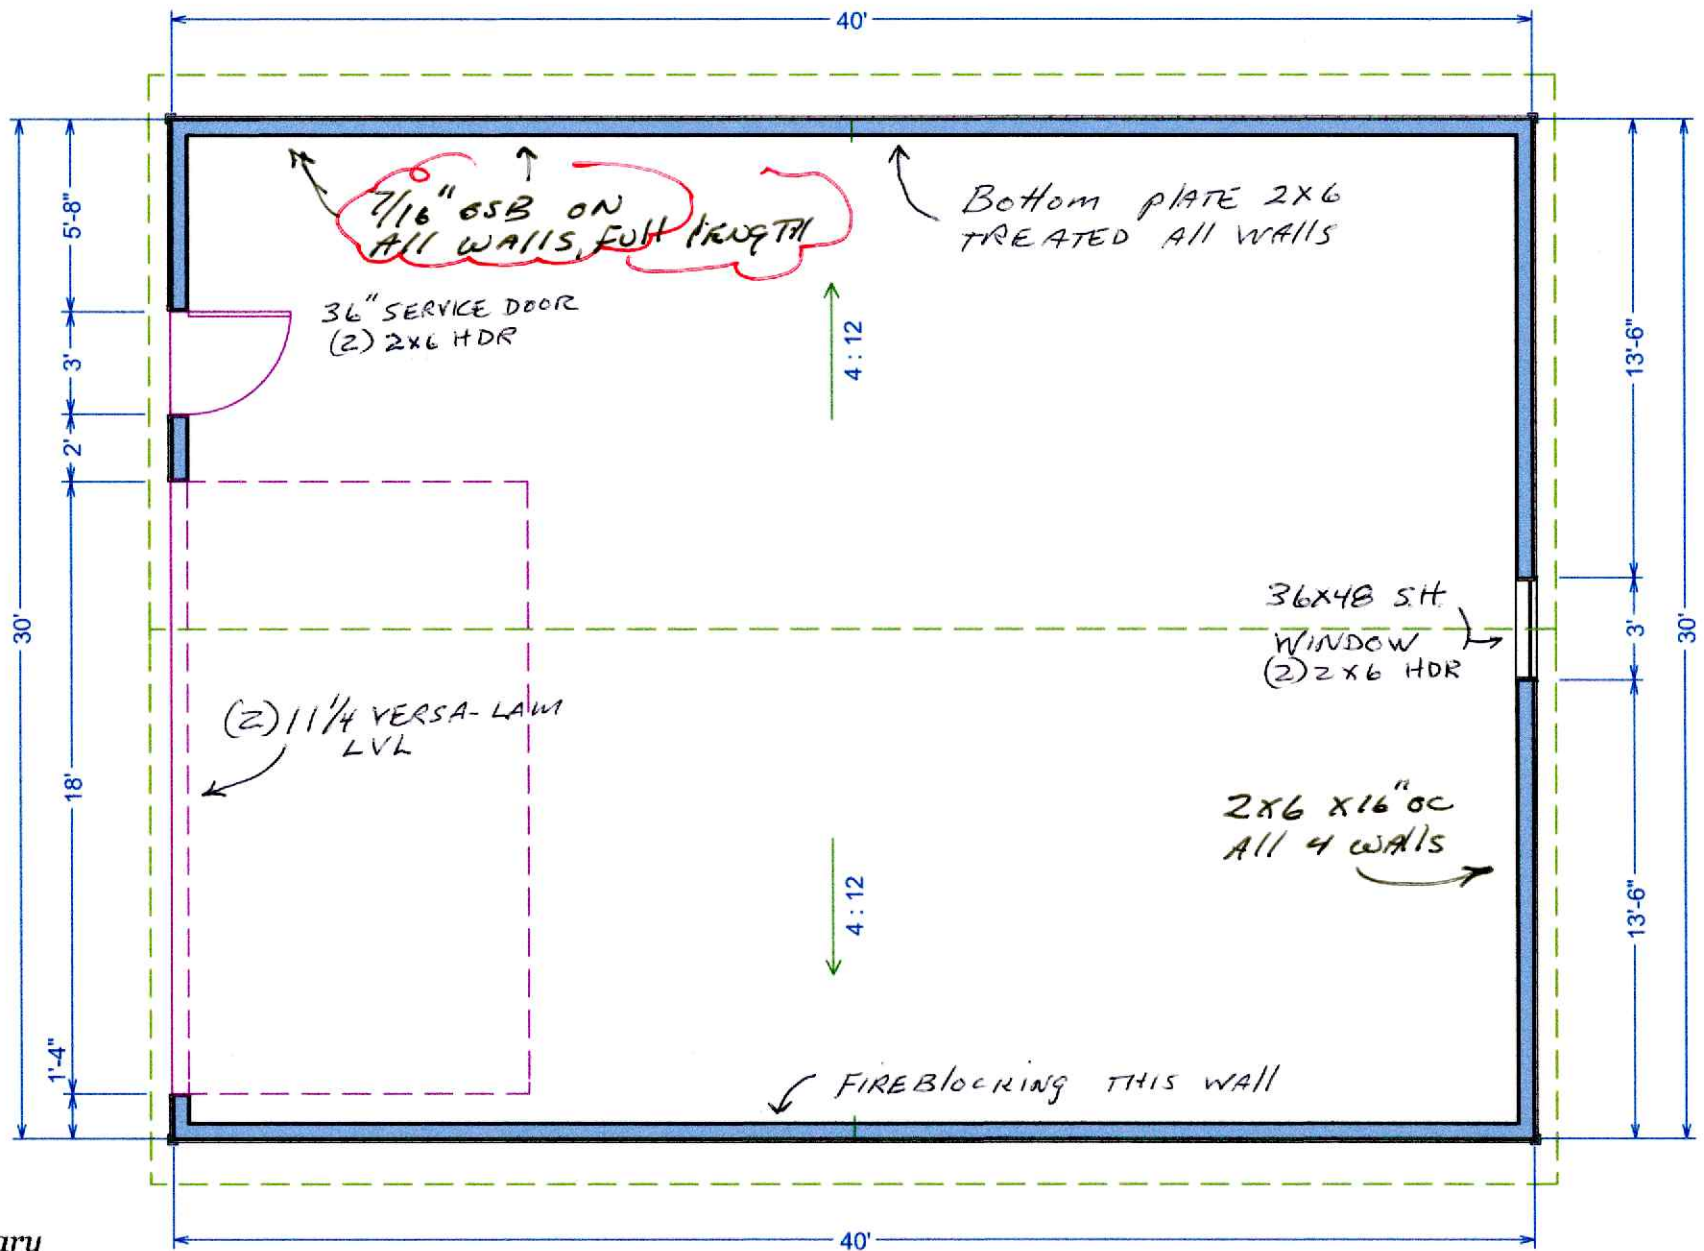 40'
5'-8"
7/16" OSB ON
All WALLS, Full lENGTH
Bottom plATE 2X6
TREATED All WALLS
36" SERVICE DOOR
(2) 2x6 HDR
4 : 12
13'-6"
3'
2'
30'
36X48 S.H.
WINDOW
(2) 2X6 HDR
3'
30'
(2) 11 1/4 VERSA-LAM
LVL
18'
2X6 X16" OC
All 4 WAlls
4 : 12
13'-6"
1'-4"
FIREBlocKiNg THIS WAll
40'